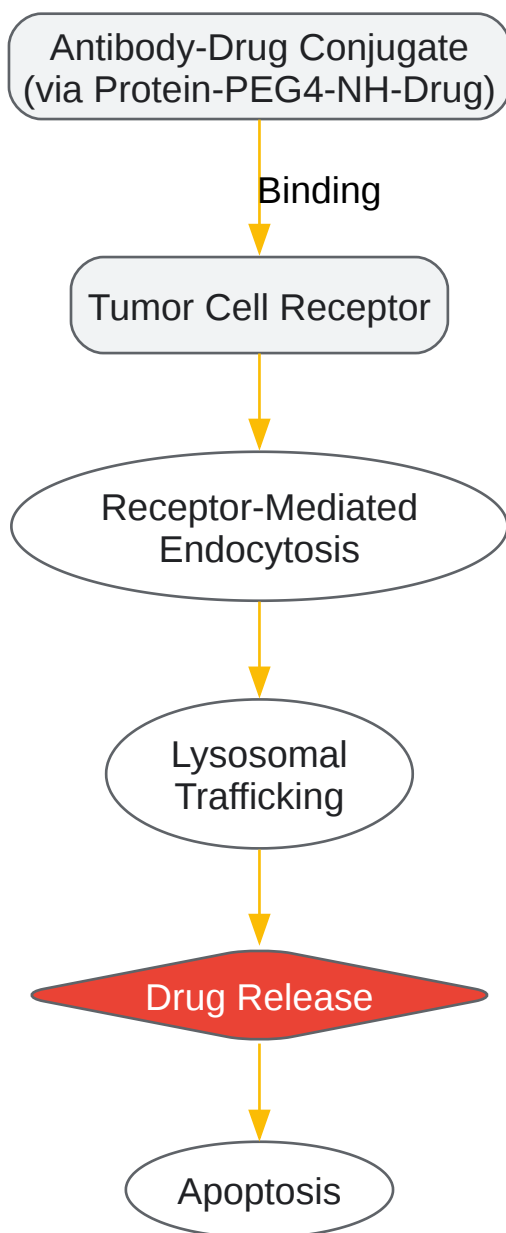 Antibody-Drug Conjugate
(via Protein-PEG4-NH-Drug)
Binding
Tumor Cell Receptor
Receptor-Mediated
Endocytosis
Lysosomal
Trafficking
Drug Release
Apoptosis